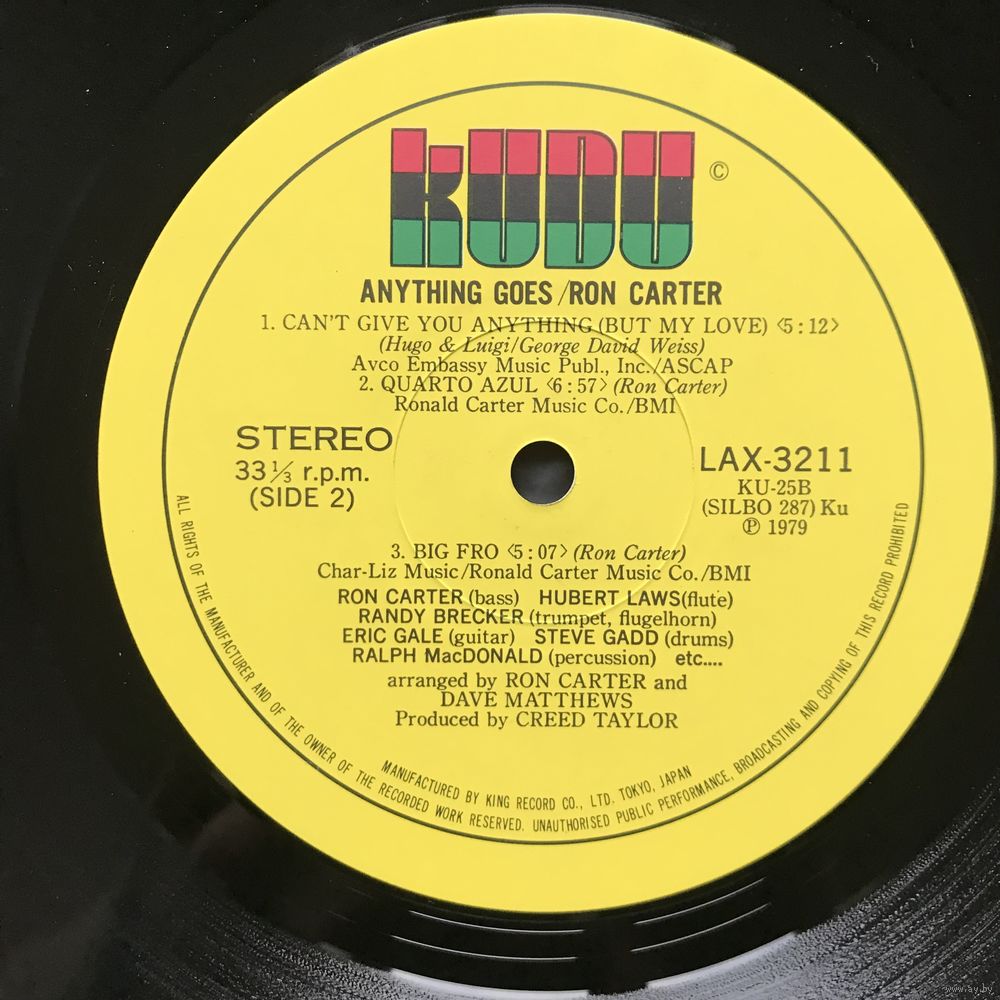 KUDU ©
ANYTHING GOES/RON CARTER
1. CAN'T GIVE YOU ANYTHING (BUT MY LOVE) <5:12>
(Hugo & Luigi/George David Weiss)
Avco Embassy Music Publ., Inc./ASCAP
2. QUARTO AZUL <6:57> (Ron Carter)
Ronald Carter Music Co./BMI
STEREO
33 1/3 r.p.m.
(SIDE 2)
LAX-3211
KU-25B
(SILBO 287) Ku
℗ 1979
3. BIG FRO <5:07> (Ron Carter)
Char-Liz Music/Ronald Carter Music Co./BMI
RON CARTER (bass) HUBERT LAWS(flute)
RANDY BRECKER (trumpet, flugelhorn)
ERIC GALE (guitar) STEVE GADD (drums)
RALPH MacDONALD (percussion) etc....
arranged by RON CARTER and
DAVE MATTHEWS
Produced by CREED TAYLOR
MANUFACTURED BY KING RECORD CO., LTD. TOKYO, JAPAN
ALL RIGHTS OF THE MANUFACTURER AND OF THE OWNER OF THE RECORDED WORK RESERVED. UNAUTHORISED PUBLIC PERFORMANCE, BROADCASTING AND COPYING OF THIS RECORD PROHIBITED
www.ay.by